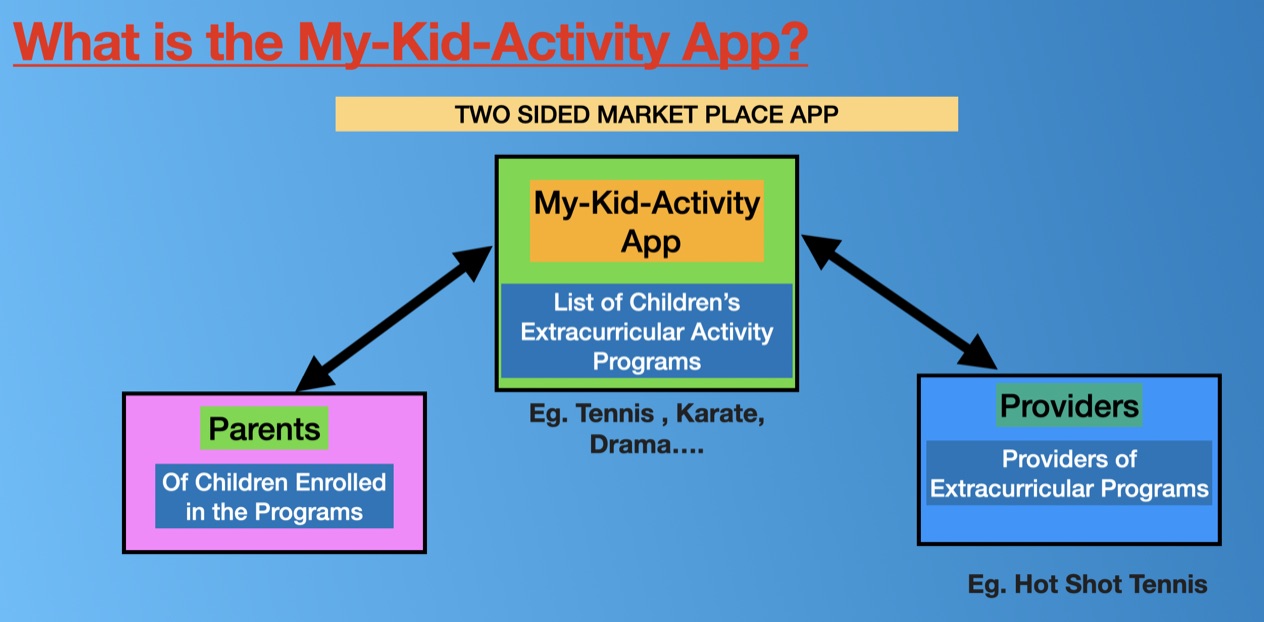 What is the My-Kid-Activity App?
TWO SIDED MARKET PLACE APP
My-Kid-Activity
App
List of Children’s
Extracurricular Activity
Programs
Eg. Tennis , Karate,
Drama....
Parents
Of Children Enrolled
in the Programs
Providers
Providers of
Extracurricular Programs
Eg. Hot Shot Tennis